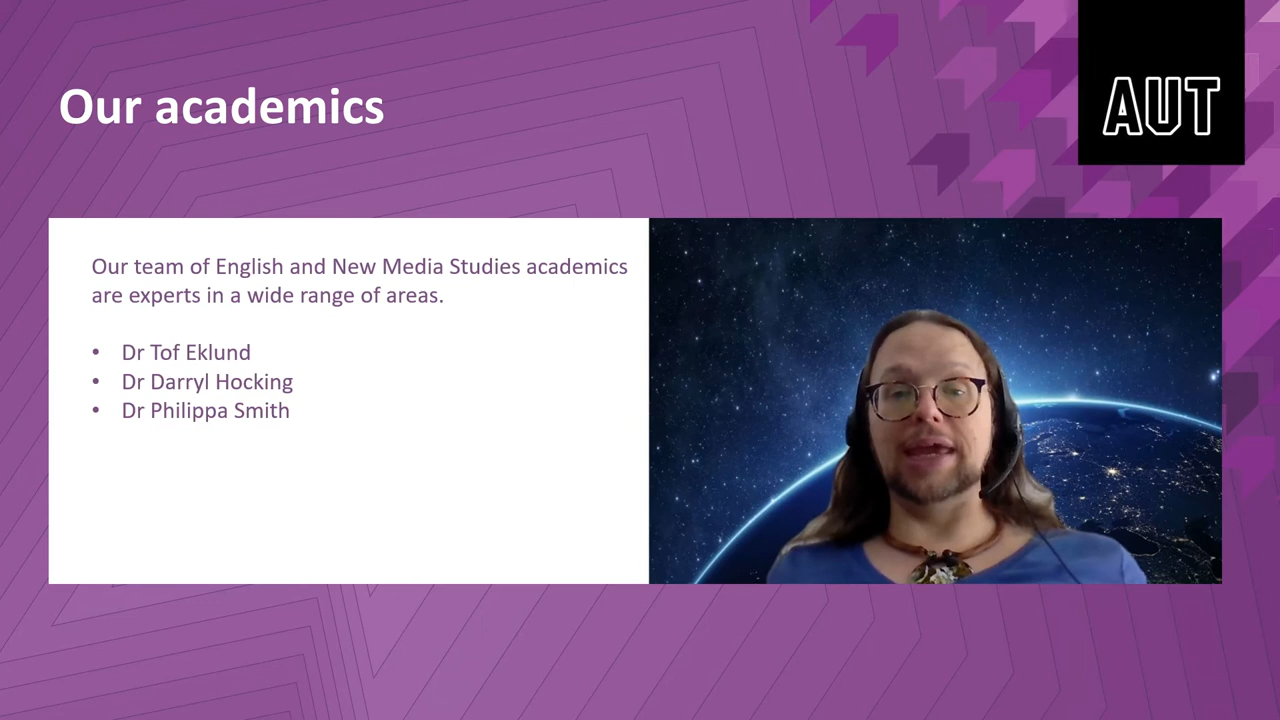 Our academics
AUT
Our team of English and New Media Studies academics
are experts in a wide range of areas.
• Dr Tof Eklund
• Dr Darryl Hocking
• Dr Philippa Smith